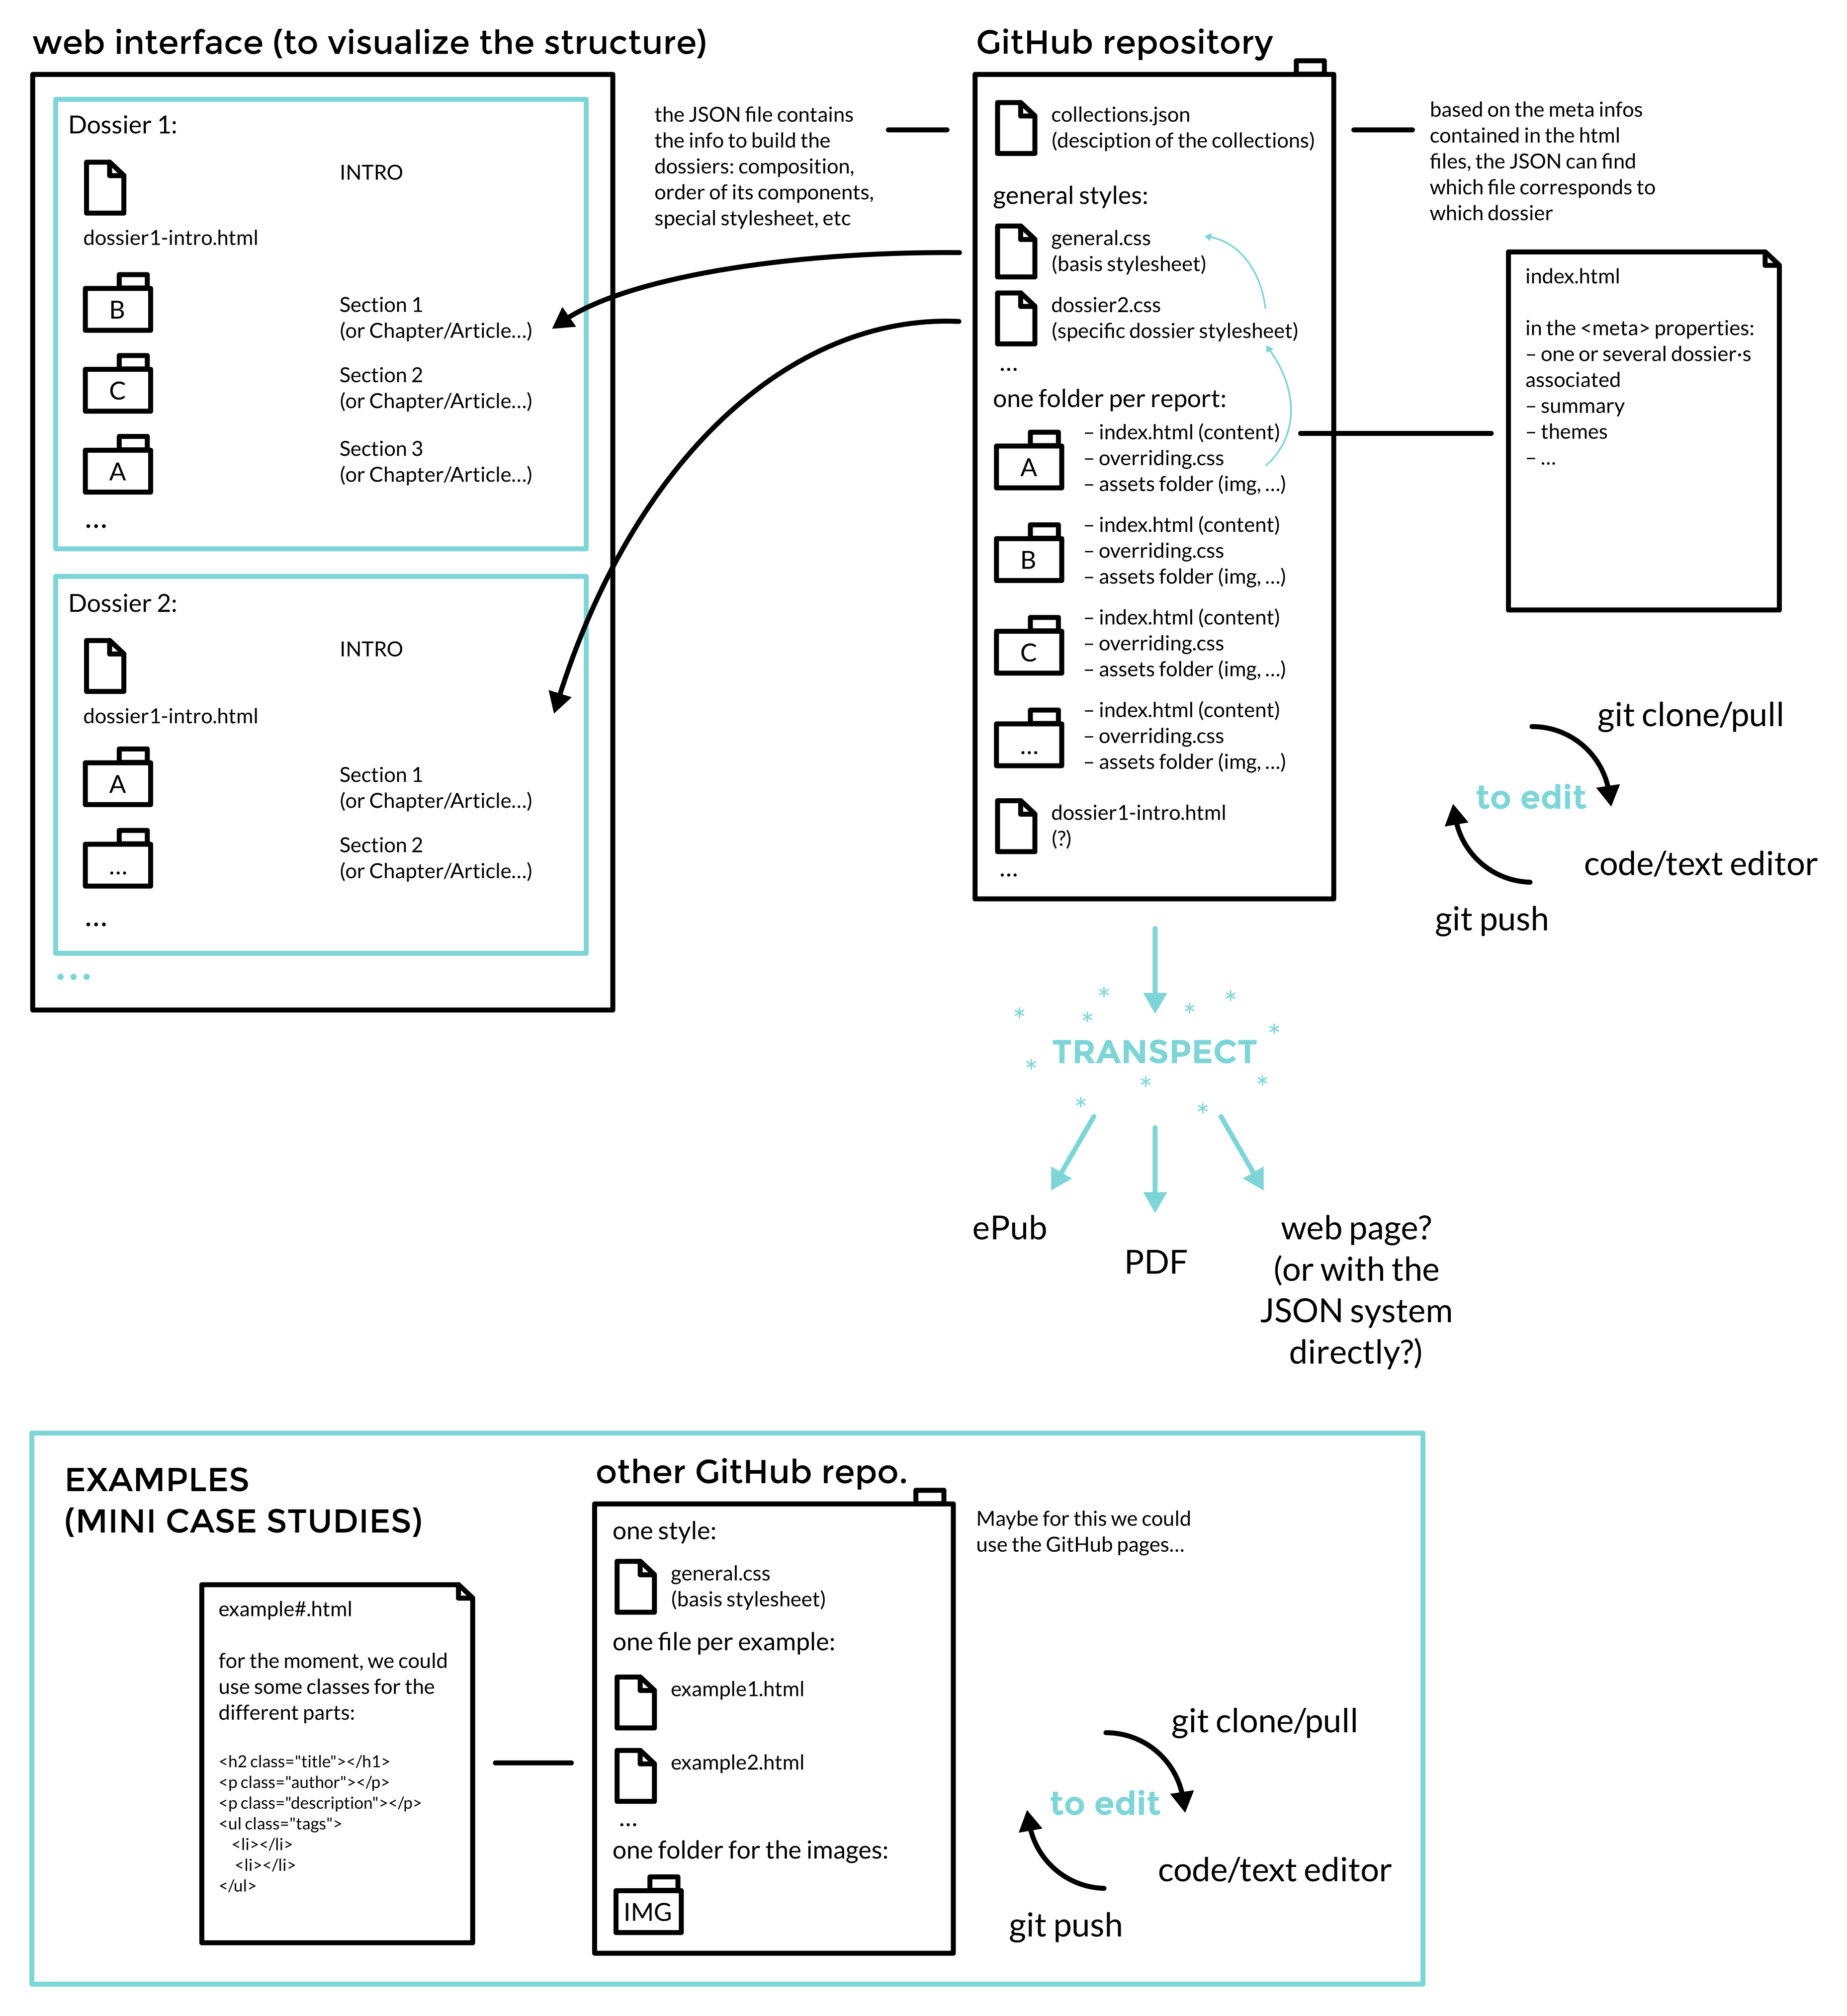 web interface (to visualize the structure)
Dossier 1:
INTRO
dossier1-intro.html
B
Section 1
(or Chapter/Article...)
C
Section 2
(or Chapter/Article...)
A
Section 3
(or Chapter/Article...)
...
Dossier 2:
INTRO
dossier1-intro.html
A
Section 1
(or Chapter/Article...)
...
Section 2
(or Chapter/Article...)
...
...
the JSON file contains
the info to build the
dossiers: composition,
order of its components,
special stylesheet, etc
GitHub repository
collections.json
(desciption of the collections)
general styles:
general.css
(basis stylesheet)
dossier2.css
(specific dossier stylesheet)
...
one folder per report:
A
– index.html (content)
– overriding.css
– assets folder (img, ...)
B
– index.html (content)
– overriding.css
– assets folder (img, ...)
C
– index.html (content)
– overriding.css
– assets folder (img, ...)
...
– index.html (content)
– overriding.css
– assets folder (img, ...)
dossier1-intro.html
(?)
...
based on the meta infos
contained in the html
files, the JSON can find
which file corresponds to
which dossier
index.html
in the <meta> properties:
– one or several dossier·s
associated
– summary
– themes
– ...
git clone/pull
to edit
code/text editor
git push
* * * * * * * 
TRANSPECT
* * * * *
ePub
PDF
web page?
(or with the
JSON system
directly?)
EXAMPLES
(MINI CASE STUDIES)
example#.html
for the moment, we could
use some classes for the
different parts:
<h2 class="title"></h1>
<p class="author"></p>
<p class="description"></p>
<ul class="tags">
<li></li>
<li></li>
</ul>
other GitHub repo.
one style:
general.css
(basis stylesheet)
one file per example:
example1.html
example2.html
...
one folder for the images:
IMG
Maybe for this we could
use the GitHub pages...
git clone/pull
to edit
code/text editor
git push